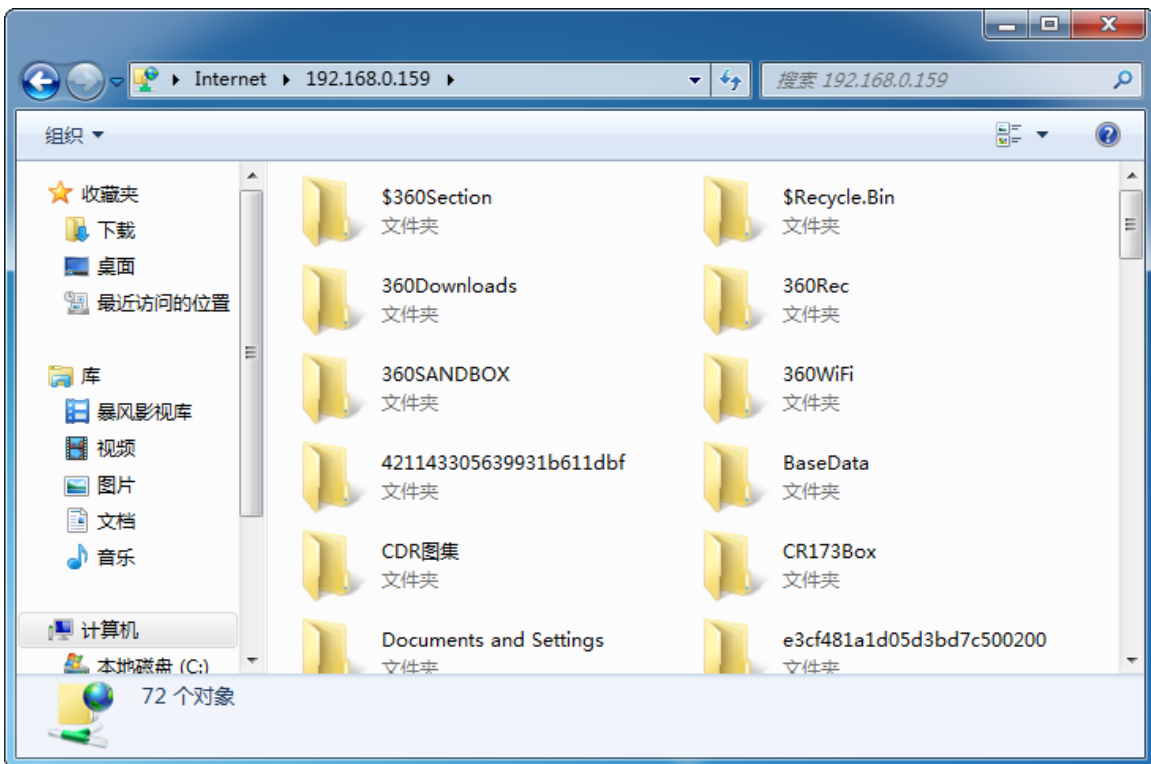 Internet 192.168.0.159
搜索 192.168.0.159
组织
收藏夹
下载
桌面
最近访问的位置
库
暴风影视库
视频
图片
文档
音乐
计算机
本地磁盘 (C:)
$360Section
文件夹
$Recycle.Bin
文件夹
360Downloads
文件夹
360Rec
文件夹
360SANDBOX
文件夹
360WiFi
文件夹
421143305639931b611dbf
文件夹
BaseData
文件夹
CDR图集
文件夹
CR173Box
文件夹
Documents and Settings
文件夹
e3cf481a1d05d3bd7c500200
文件夹
72 个对象